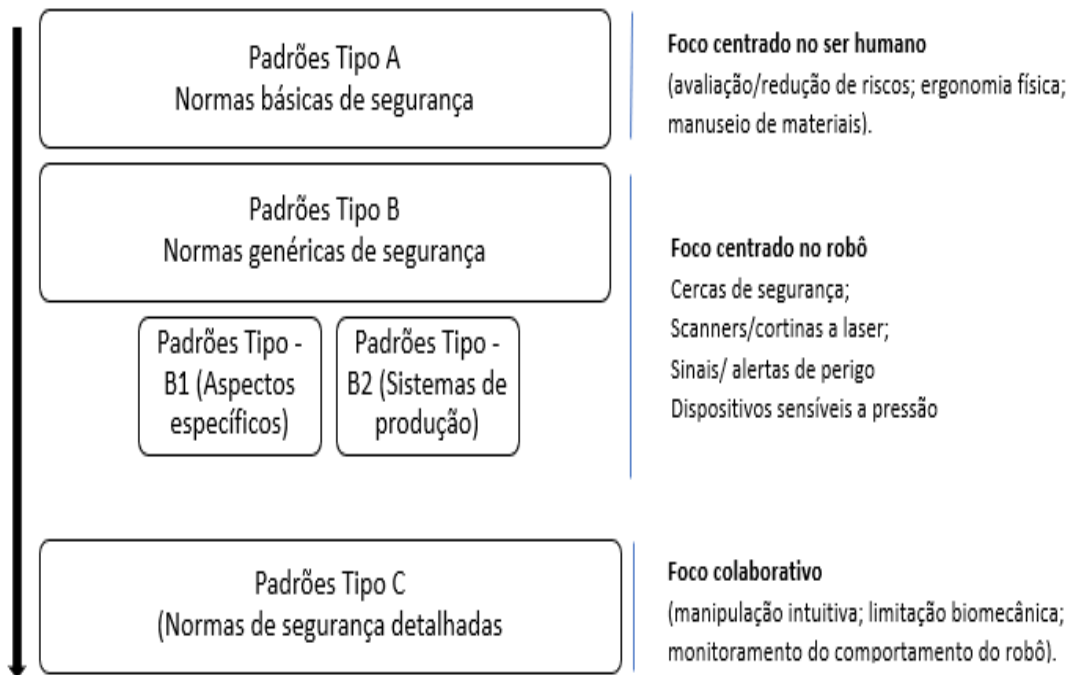 Padrões Tipo A
Normas básicas de segurança
Foco centrado no ser humano
(avaliação/redução de riscos; ergonomia física;
manuseio de materiais).
Padrões Tipo B
Normas genéricas de segurança
Padrões Tipo -
B1 (Aspectos
específicos)
Padrões Tipo -
B2 (Sistemas de
produção)
Foco centrado no robô
Cercas de segurança;
Scanners/cortinas a laser;
Sinais/ alertas de perigo
Dispositivos sensíveis a pressão
Padrões Tipo C
(Normas de segurança detalhadas
Foco colaborativo
(manipulação intuitiva; limitação biomecânica;
monitoramento do comportamento do robô).